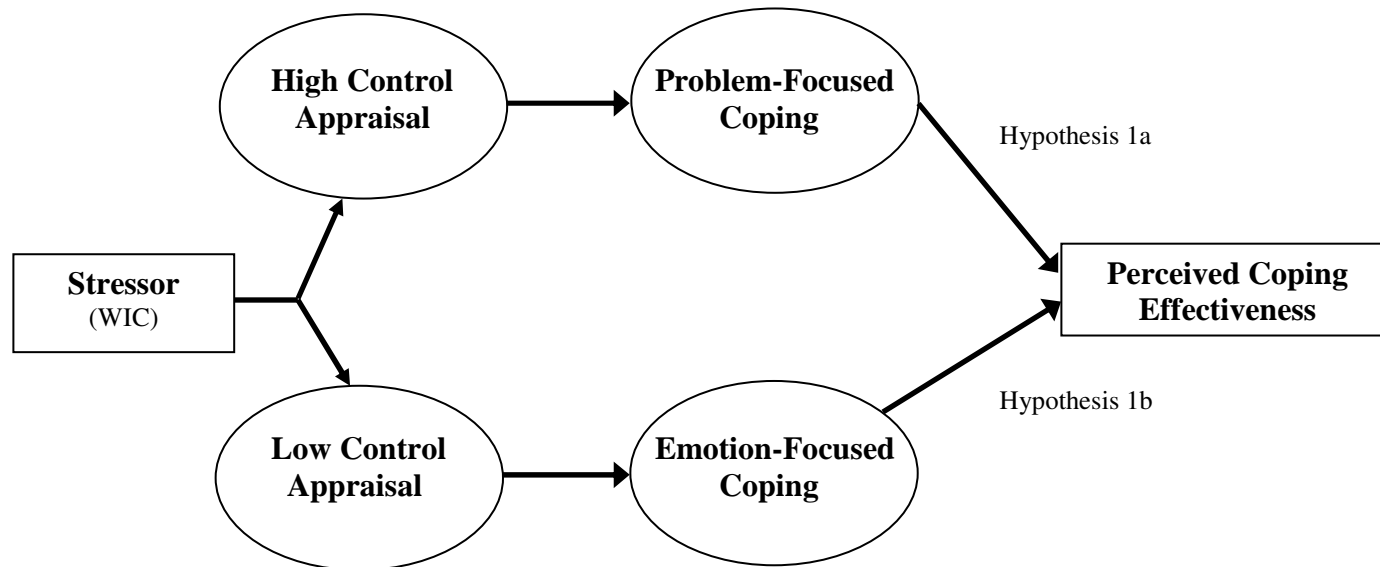 High Control
Appraisal
Problem-Focused
Coping
Hypothesis 1a
Stressor
(WIC)
Perceived Coping
Effectiveness
Hypothesis 1b
Low Control
Appraisal
Emotion-Focused
Coping